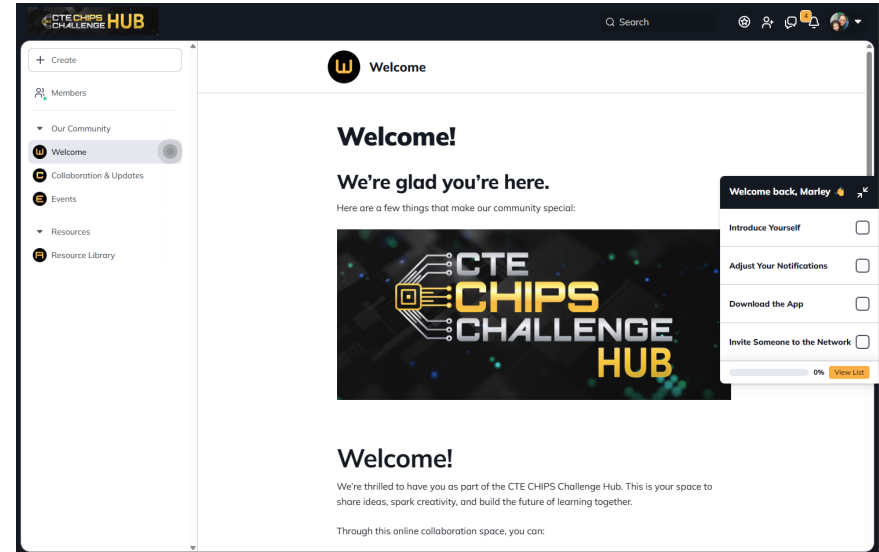 CTE CHIPS CHALLENGE HUB
Search
4
Create
Members
Our Community
Welcome
Collaboration & Updates
Events
Resources
Resource Library
Welcome
Welcome!
We're glad you're here.
Here are a few things that make our community special:
CTE
CHIPS
CHALLENGE
HUB
Welcome!
We're thrilled to have you as part of the CTE CHIPS Challenge Hub. This is your space to
share ideas, spark creativity, and build the future of learning together.
Through this online collaboration space, you can:
Welcome back, Marley 👋
Introduce Yourself
Adjust Your Notifications
Download the App
Invite Someone to the Network
0% View List